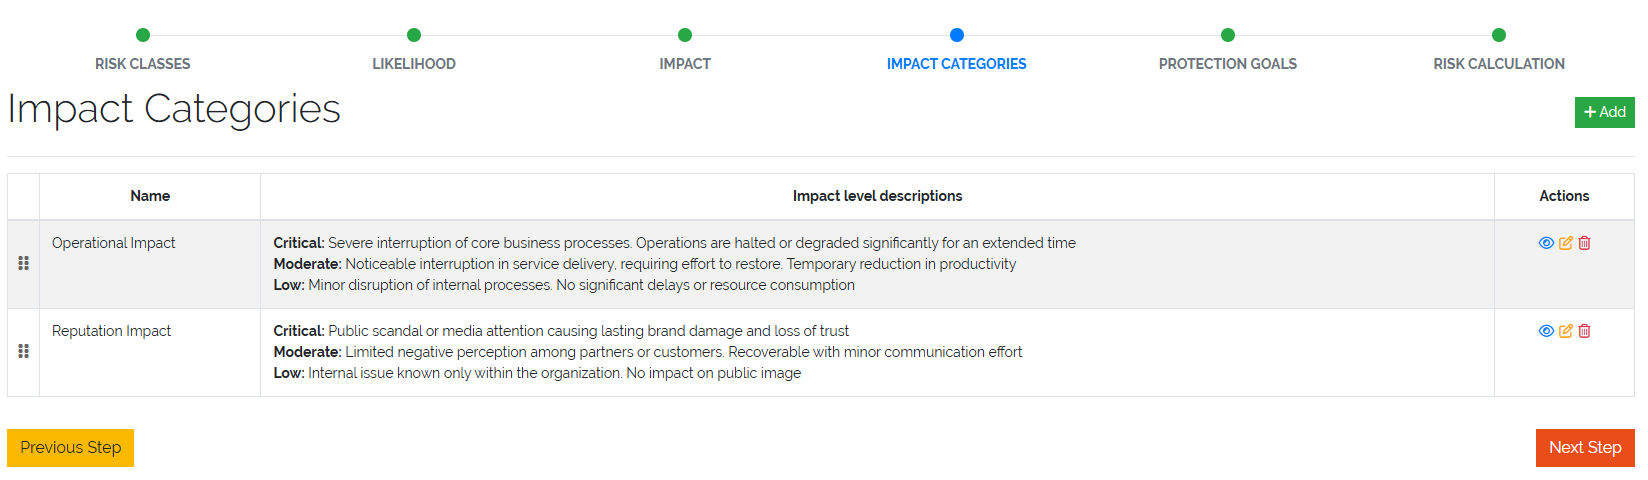 RISK CLASSES
LIKELIHOOD
IMPACT
IMPACT CATEGORIES
PROTECTION GOALS
RISK CALCULATION
Impact Categories
Add
Name
Impact level descriptions
Actions
Operational Impact
Critical: Severe interruption of core business processes. Operations are halted or degraded significantly for an extended time
Moderate: Noticeable interruption in service delivery, requiring effort to restore. Temporary reduction in productivity
Low: Minor disruption of internal processes. No significant delays or resource consumption
Reputation Impact
Critical: Public scandal or media attention causing lasting brand damage and loss of trust
Moderate: Limited negative perception among partners or customers. Recoverable with minor communication effort
Low: Internal issue known only within the organization. No impact on public image
Previous Step
Next Step